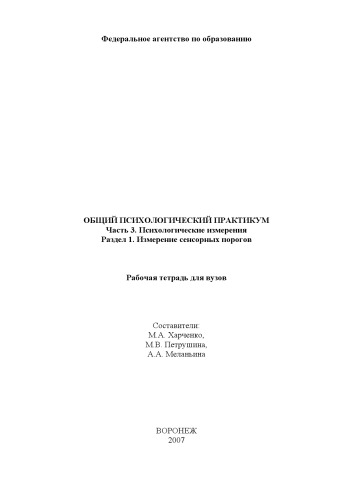 Федеральное агентство по образованию
ОБЩИЙ ПСИХОЛОГИЧЕСКИЙ ПРАКТИКУМ
Часть 3. Психологические измерения
Раздел 1. Измерение сенсорных порогов
Рабочая тетрадь для вузов
Составители:
М.А. Харченко,
М.В. Петрушина,
А.А. Меланьина
ВОРОНЕЖ
2007